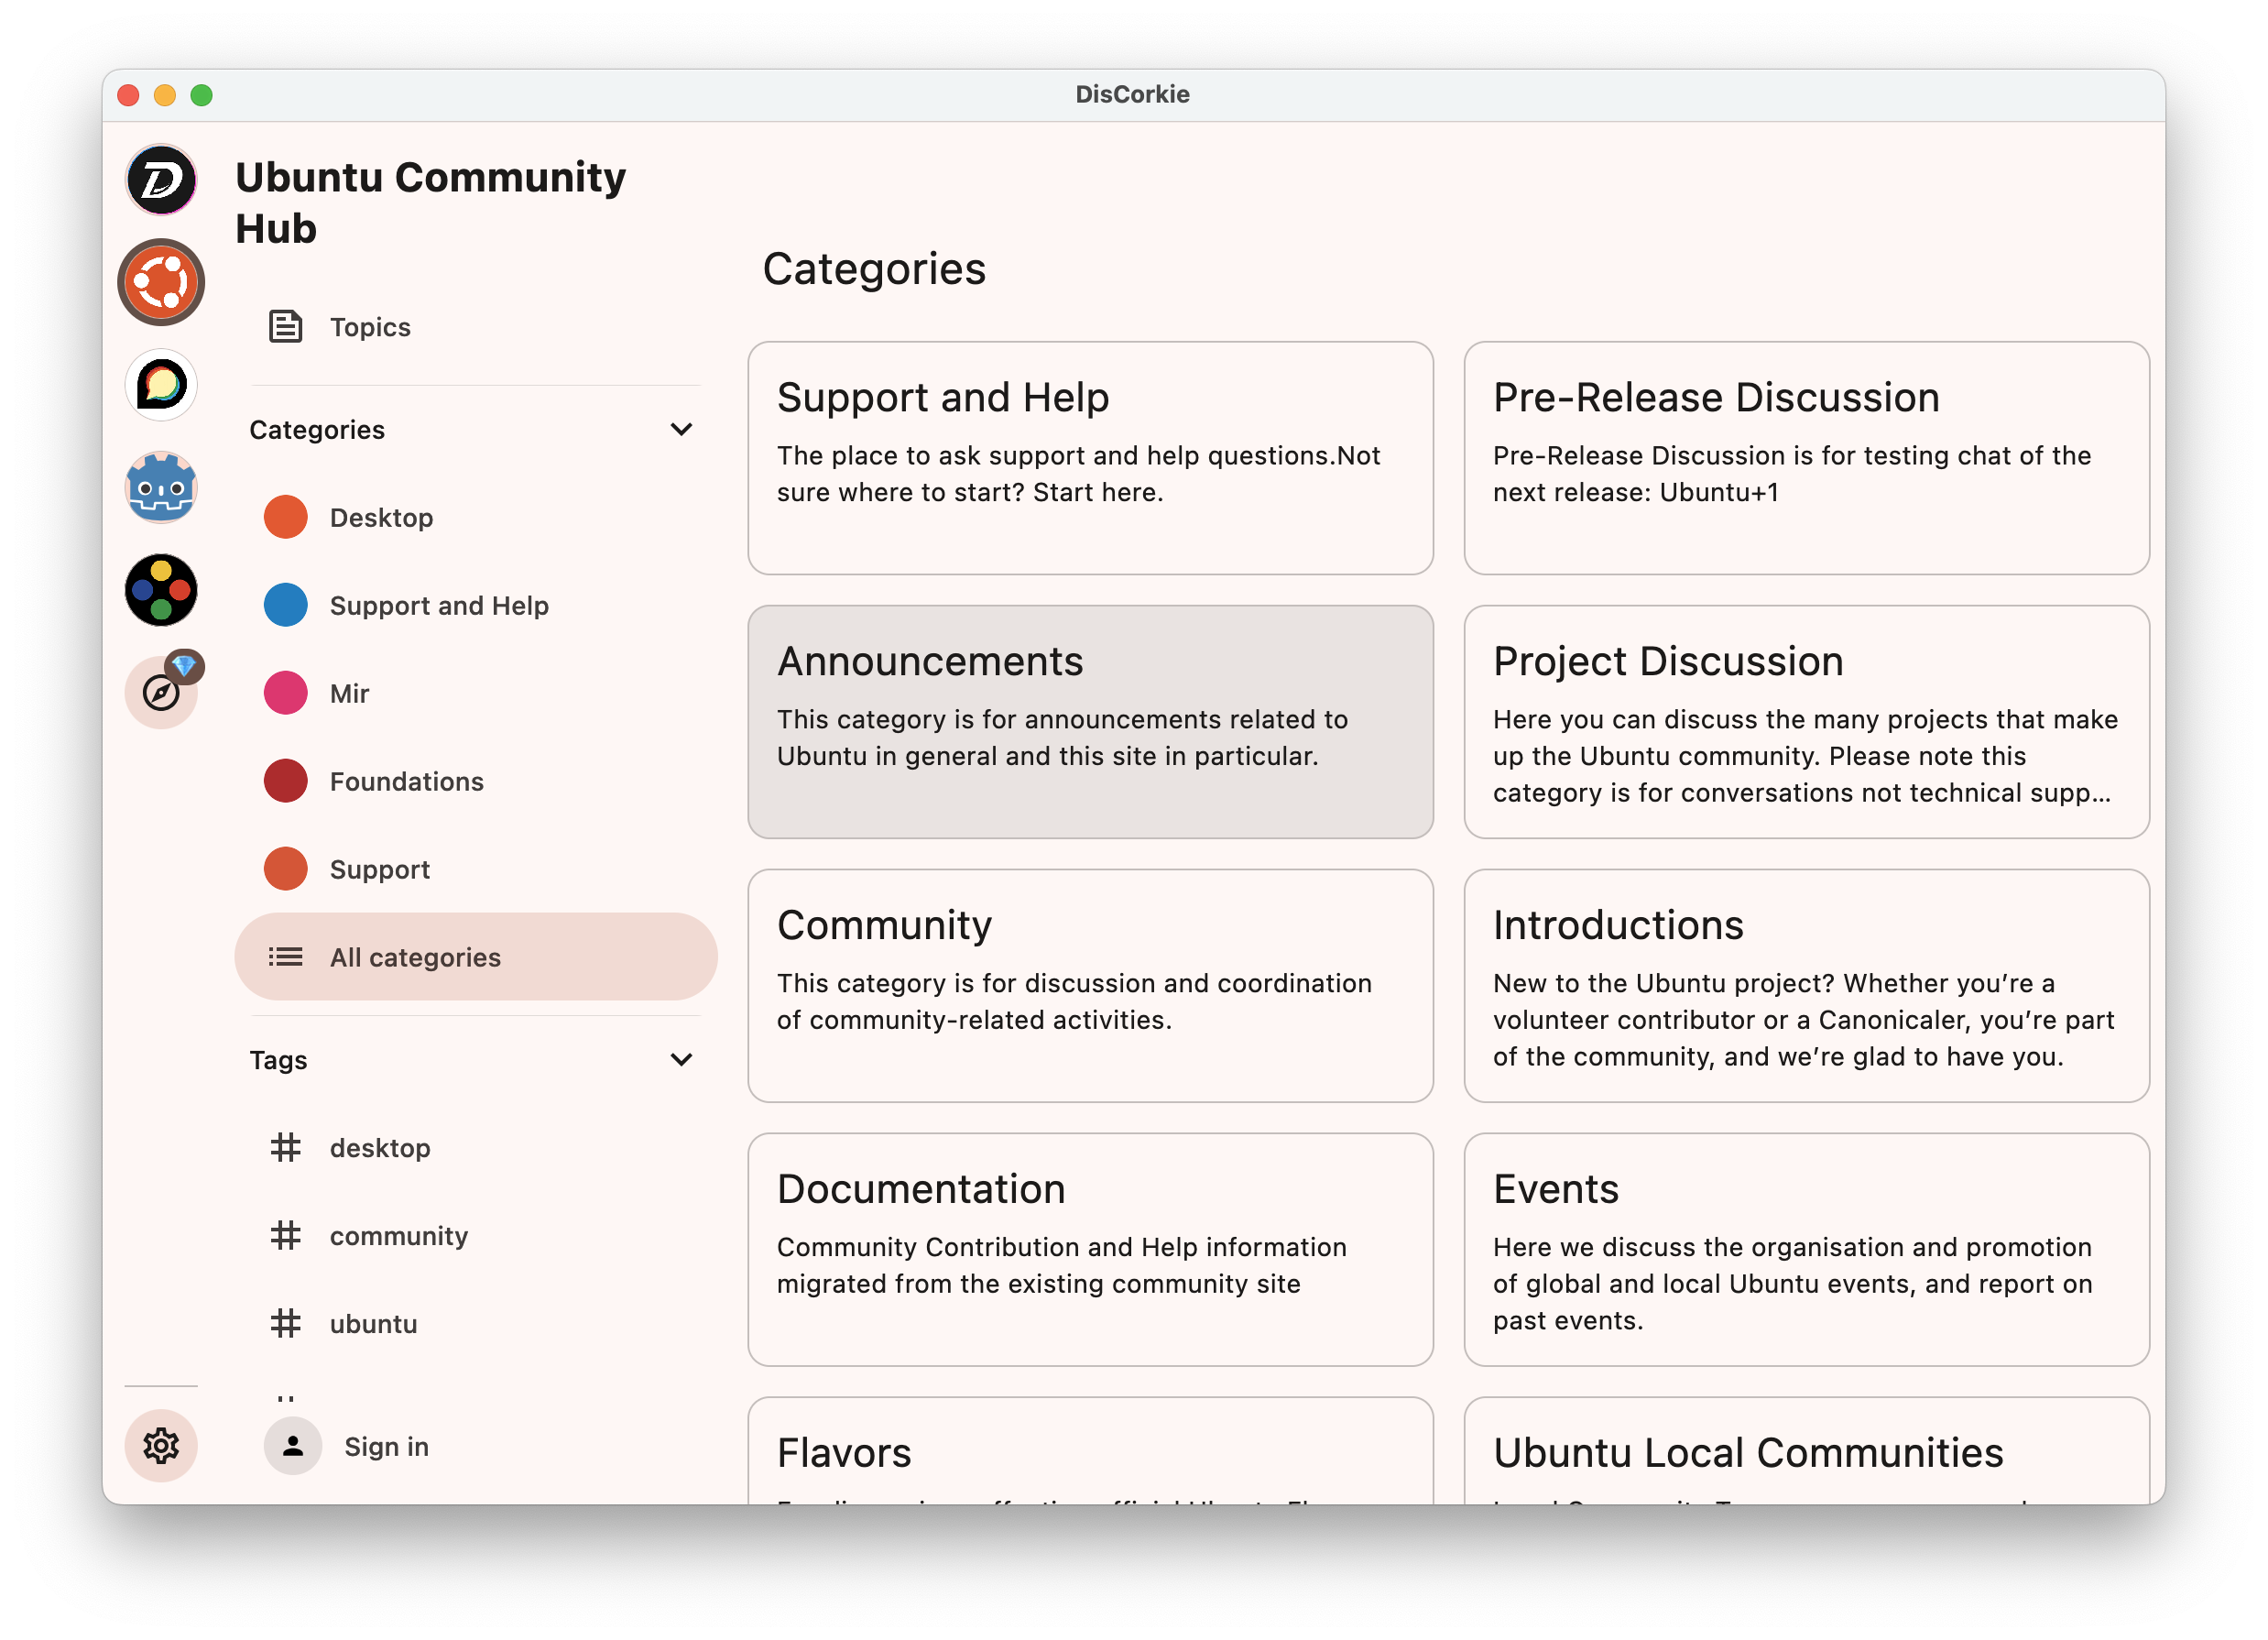 DisCorkie
Ubuntu Community
Hub
Topics
Categories
Desktop
Support and Help
Mir
Foundations
Support
All categories
Tags
# desktop
# community
# ubuntu
Sign in
Categories
Support and Help
The place to ask support and help questions.Not
sure where to start? Start here.
Pre-Release Discussion
Pre-Release Discussion is for testing chat of the
next release: Ubuntu+1
Announcements
This category is for announcements related to
Ubuntu in general and this site in particular.
Project Discussion
Here you can discuss the many projects that make
up the Ubuntu community. Please note this
category is for conversations not technical supp…
Community
This category is for discussion and coordination
of community-related activities.
Introductions
New to the Ubuntu project? Whether you’re a
volunteer contributor or a Canonicaler, you’re part
of the community, and we’re glad to have you.
Documentation
Community Contribution and Help information
migrated from the existing community site
Events
Here we discuss the organisation and promotion
of global and local Ubuntu events, and report on
past events.
Flavors
Ubuntu Local Communities